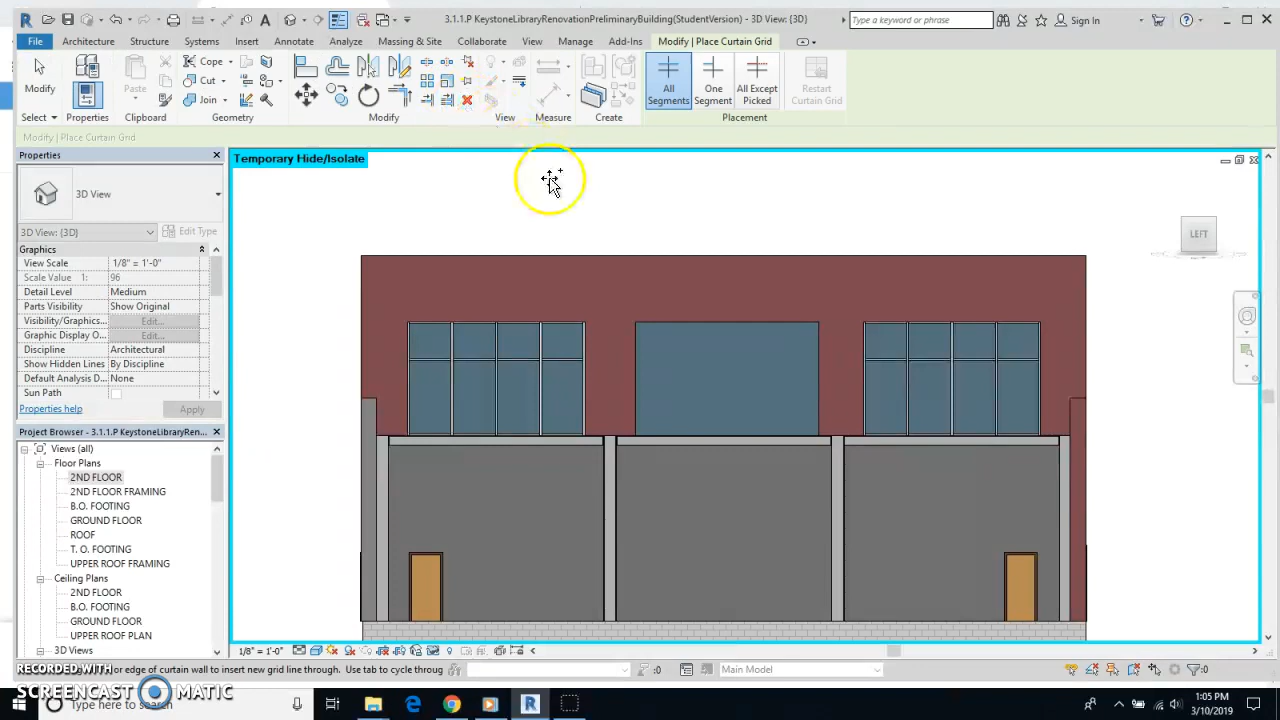 3.1.1.P KeystoneLibraryRenovationPreliminaryBuilding(StudentVersion) - 3D View: {3D}
Type a keyword or phrase
Sign In
File
Architecture
Structure
Systems
Insert
Annotate
Analyze
Massing & Site
Collaborate
View
Manage
Add-Ins
Modify | Place Curtain Grid
Modify
Paste
Cope
Cut
Join
All Segments
One Segment
All Except Picked
Restart Curtain Grid
Select
Properties
Clipboard
Geometry
Modify
View
Measure
Create
Placement
Modify | Place Curtain Grid
Properties
3D View
3D View: {3D}
Edit Type
Graphics
View Scale 1/8" = 1'-0"
Scale Value 1: 96
Detail Level Medium
Parts Visibility Show Original
Visibility/Graphics... Edit...
Graphic Display O... Edit...
Discipline Architectural
Show Hidden Lines By Discipline
Default Analysis D... None
Sun Path
Properties help
Apply
Project Browser - 3.1.1.P KeystoneLibraryRen...
Views (all)
Floor Plans
2ND FLOOR
2ND FLOOR FRAMING
B.O. FOOTING
GROUND FLOOR
ROOF
T. O. FOOTING
UPPER ROOF FRAMING
Ceiling Plans
2ND FLOOR
B.O. FOOTING
GROUND FLOOR
UPPER ROOF PLAN
3D Views
Temporary Hide/Isolate
LEFT
1/8" = 1'-0"
or edge of curtain wall to insert new grid line through. Use tab to cycle throug
:0
Main Model
:0
RECORDED WITH
SCREENCAST MATIC
Type here to search
1:05 PM
3/10/2019